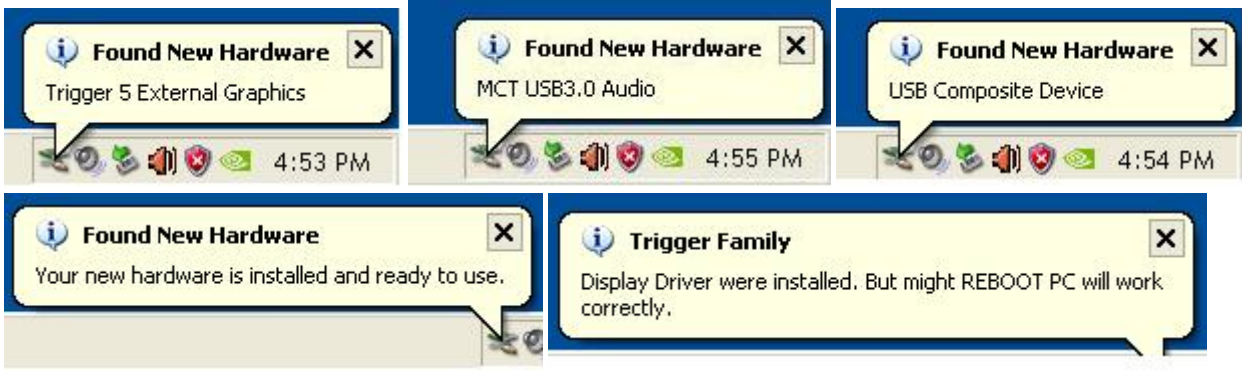 Found New Hardware
Trigger 5 External Graphics
4:53 PM
Found New Hardware
MCT USB3.0 Audio
4:55 PM
Found New Hardware
USB Composite Device
4:54 PM
Found New Hardware
Your new hardware is installed and ready to use.
Trigger Family
Display Driver were installed. But might REBOOT PC will work
correctly.